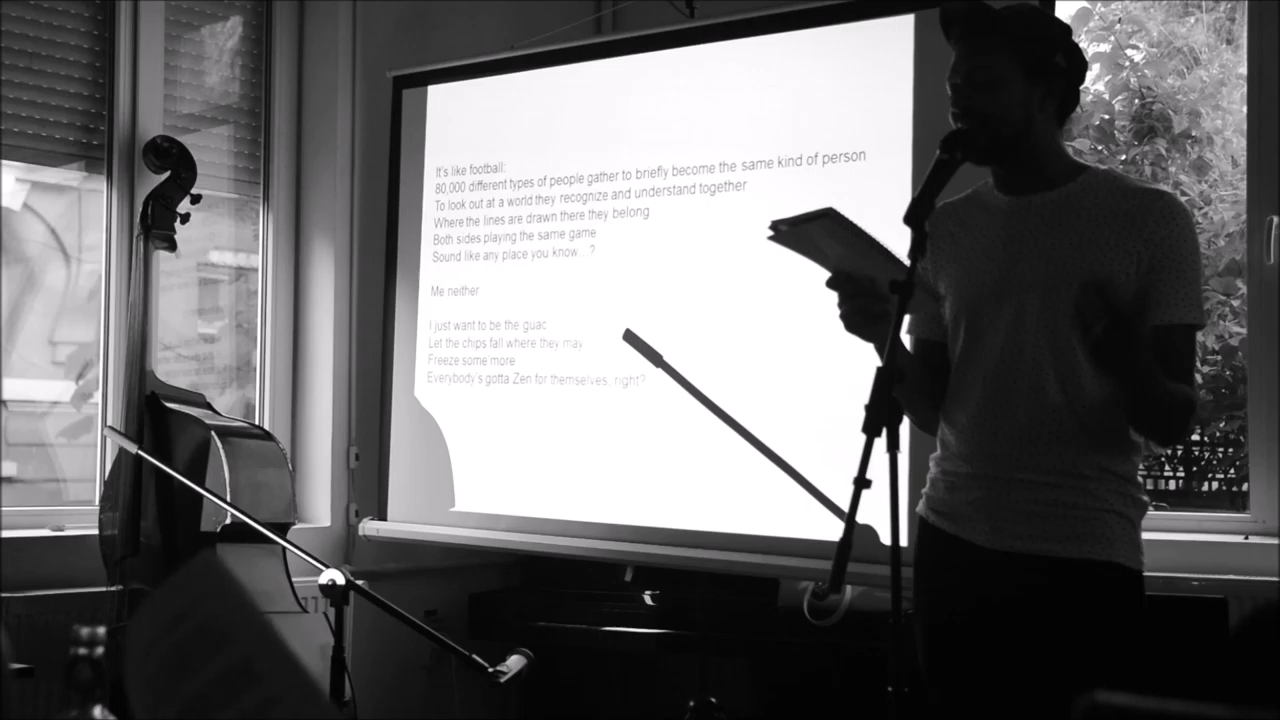 It's like football:
80,000 different types of people gather to briefly become the same kind of person
To look out at a world they recognize and understand together
Where the lines are drawn there they belong
Both sides playing the same game
Sound like any place you know...?
Me neither
I just want to be the guac
Let the chips fall where they may
Freeze some more
Everybody's gotta Zen for themselves, right?